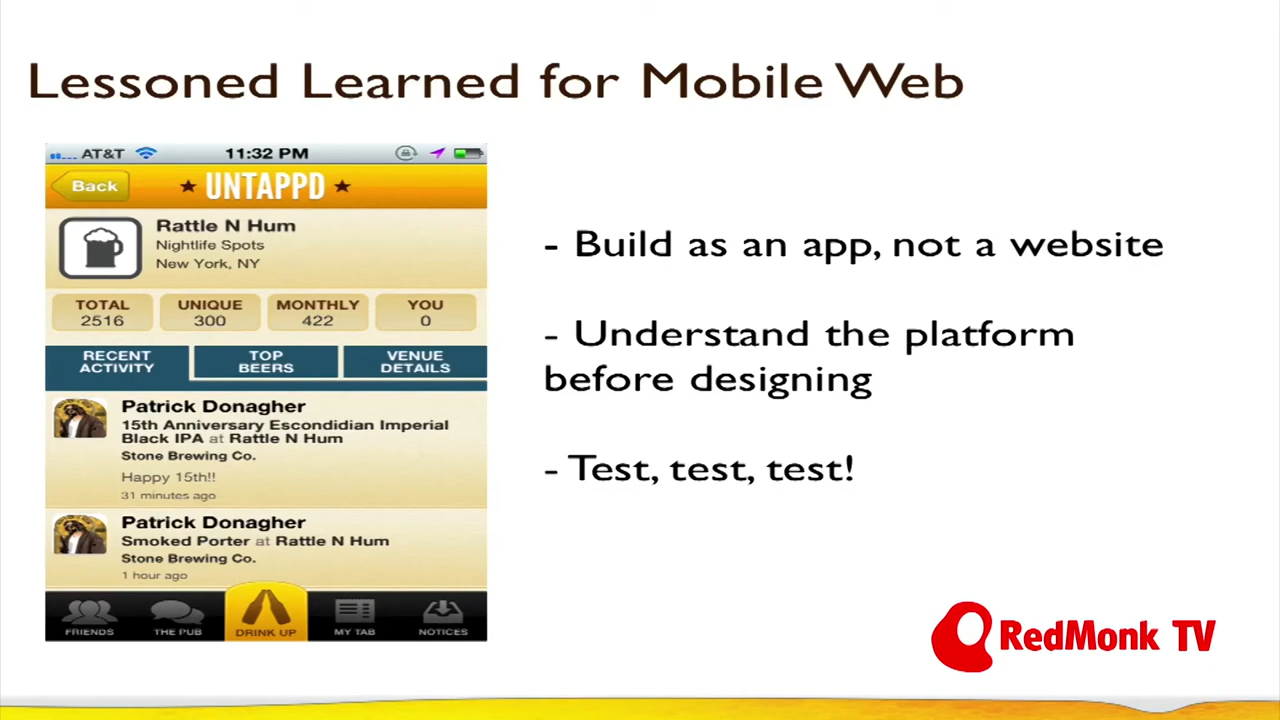 Lessoned Learned for Mobile Web
AT&T 11:32 PM
Back ★ UNTAPPD ★
Rattle N Hum
Nightlife Spots
New York, NY
TOTAL UNIQUE MONTHLY YOU
2516 300 422 0
RECENT ACTIVITY
TOP BEERS
VENUE DETAILS
Patrick Donagher
15th Anniversary Escondidian Imperial
Black IPA at Rattle N Hum
Stone Brewing Co.
Happy 15th!!
31 minutes ago
Patrick Donagher
Smoked Porter at Rattle N Hum
Stone Brewing Co.
1 hour ago
FRIENDS THE PUB DRINK UP MY TAB NOTICES
- Build as an app, not a website
- Understand the platform
before designing
- Test, test, test!
RedMonk TV